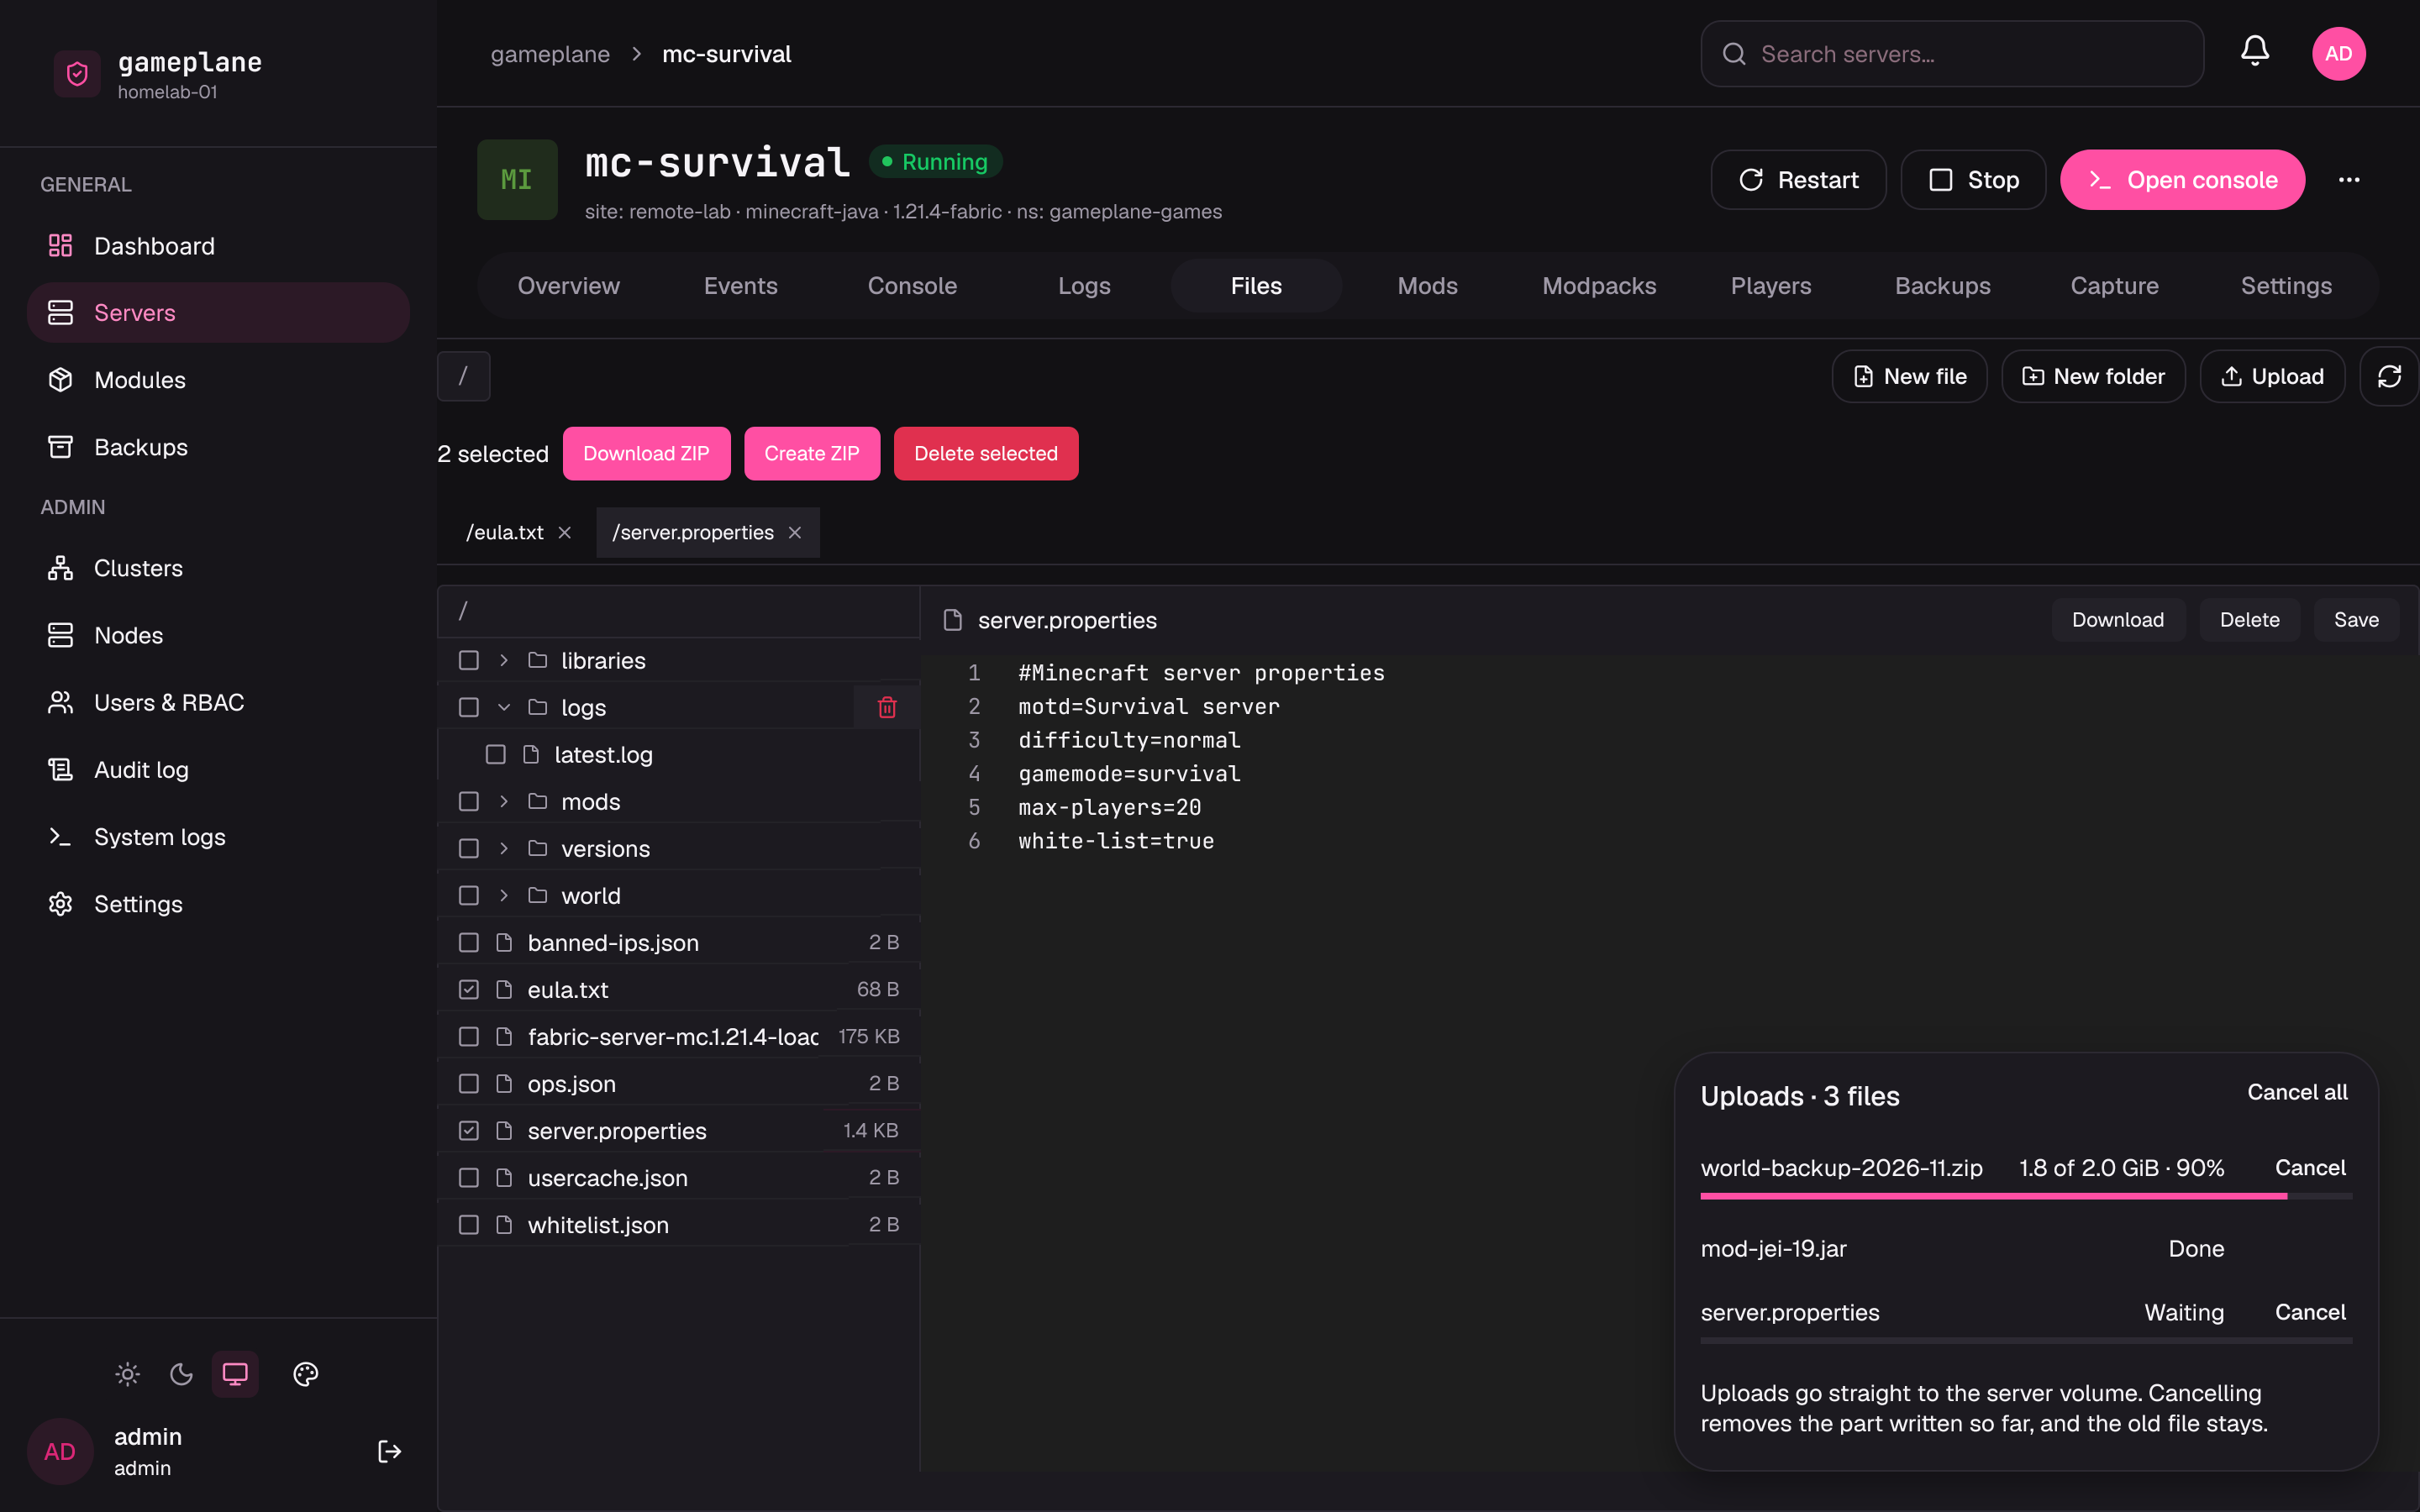 gameplane
homelab-01
GENERAL
Dashboard
Servers
Modules
Backups
ADMIN
Clusters
Nodes
Users & RBAC
Audit log
System logs
Settings
AD
admin
admin
gameplane > mc-survival
Search servers...
AD
MI
mc-survival
Running
site: remote-lab · minecraft-java · 1.21.4-fabric · ns: gameplane-games
Restart
Stop
Open console
Overview
Events
Console
Logs
Files
Mods
Modpacks
Players
Backups
Capture
Settings
/
New file
New folder
Upload
2 selected
Download ZIP
Create ZIP
Delete selected
/eula.txt
/server.properties
/
libraries
logs
latest.log
mods
versions
world
banned-ips.json 2 B
eula.txt 68 B
fabric-server-mc.1.21.4-loac 175 KB
ops.json 2 B
server.properties 1.4 KB
usercache.json 2 B
whitelist.json 2 B
server.properties
Download
Delete
Save
1 #Minecraft server properties
2 motd=Survival server
3 difficulty=normal
4 gamemode=survival
5 max-players=20
6 white-list=true
Uploads · 3 files
Cancel all
world-backup-2026-11.zip 1.8 of 2.0 GiB · 90% Cancel
mod-jei-19.jar Done
server.properties Waiting Cancel
Uploads go straight to the server volume. Cancelling
removes the part written so far, and the old file stays.